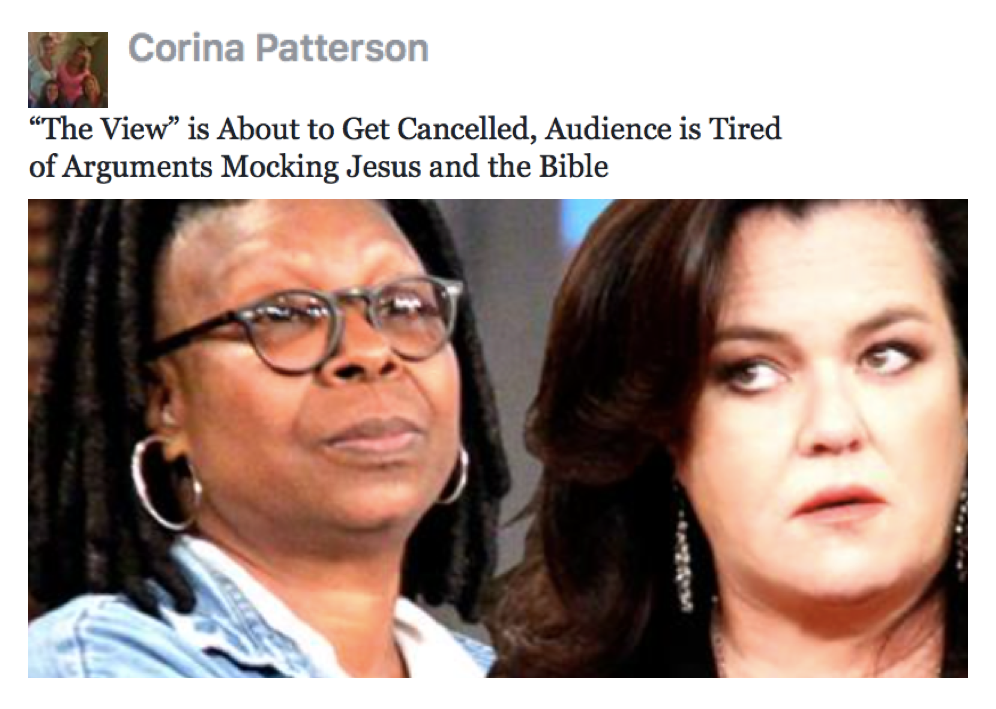 Corina Patterson
“The View” is About to Get Cancelled, Audience is Tired
of Arguments Mocking Jesus and the Bible